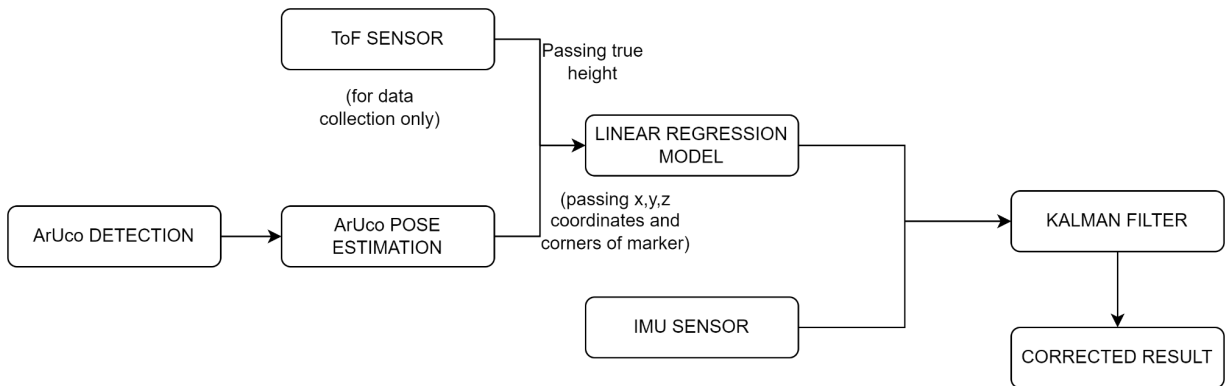 ToF SENSOR
Passing true
height
(for data
collection only)
LINEAR REGRESSION
MODEL
(passing x,y,z
coordinates and
corners of marker)
ArUco DETECTION
ArUco POSE
ESTIMATION
KALMAN FILTER
IMU SENSOR
CORRECTED RESULT